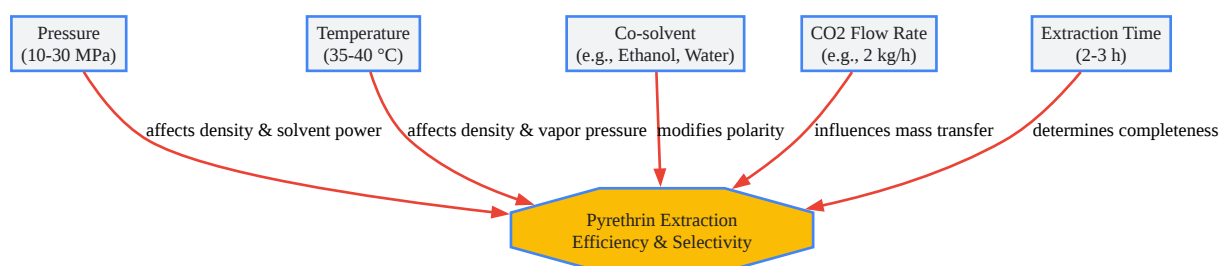 Pressure
(10-30 MPa)
Temperature
(35-40 °C)
Co-solvent
(e.g., Ethanol, Water)
CO2 Flow Rate
(e.g., 2 kg/h)
Extraction Time
(2-3 h)
affects density & solvent power
affects density & vapor pressure
modifies polarity
influences mass transfer
determines completeness
Pyrethrin Extraction
Efficiency & Selectivity